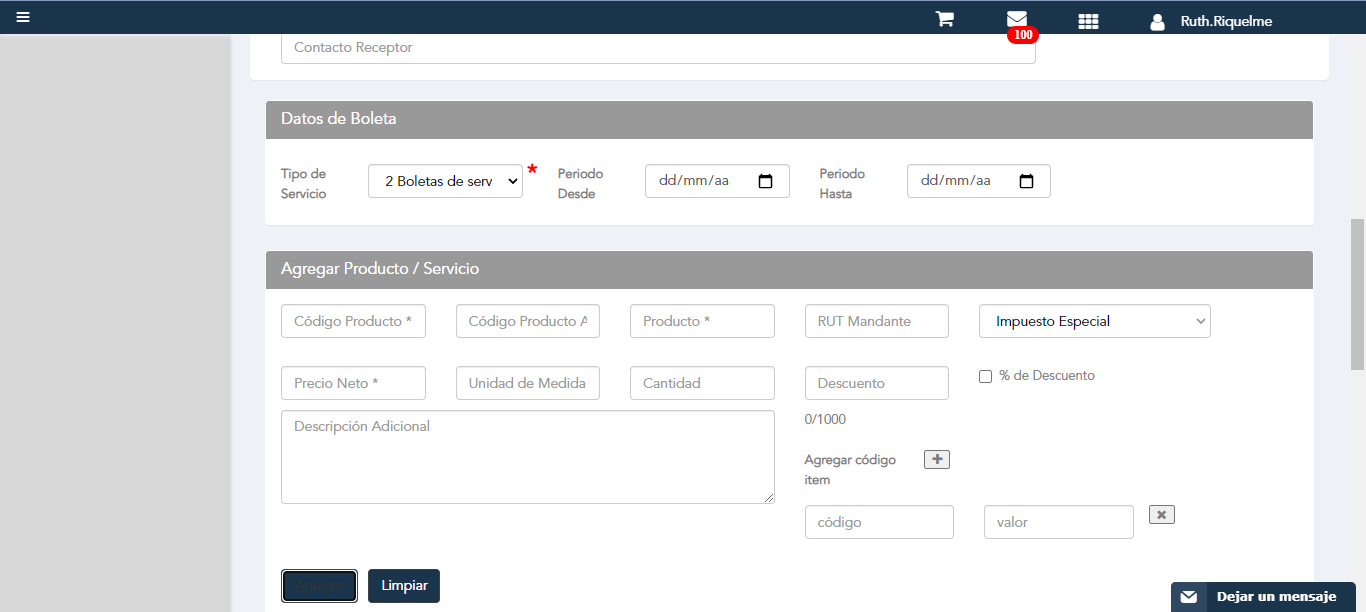 Ruth.Riquelme
100
Contacto Receptor
Datos de Boleta
Tipo de Servicio
2 Boletas de serv
*
Periodo Desde
dd/mm/aa
Periodo Hasta
dd/mm/aa
Agregar Producto / Servicio
Código Producto *
Código Producto A
Producto *
RUT Mandante
Impuesto Especial
Precio Neto *
Unidad de Medida
Cantidad
Descuento
% de Descuento
Descripción Adicional
0/1000
Agregar código
item
código
valor
Limpiar
Dejar un mensaje